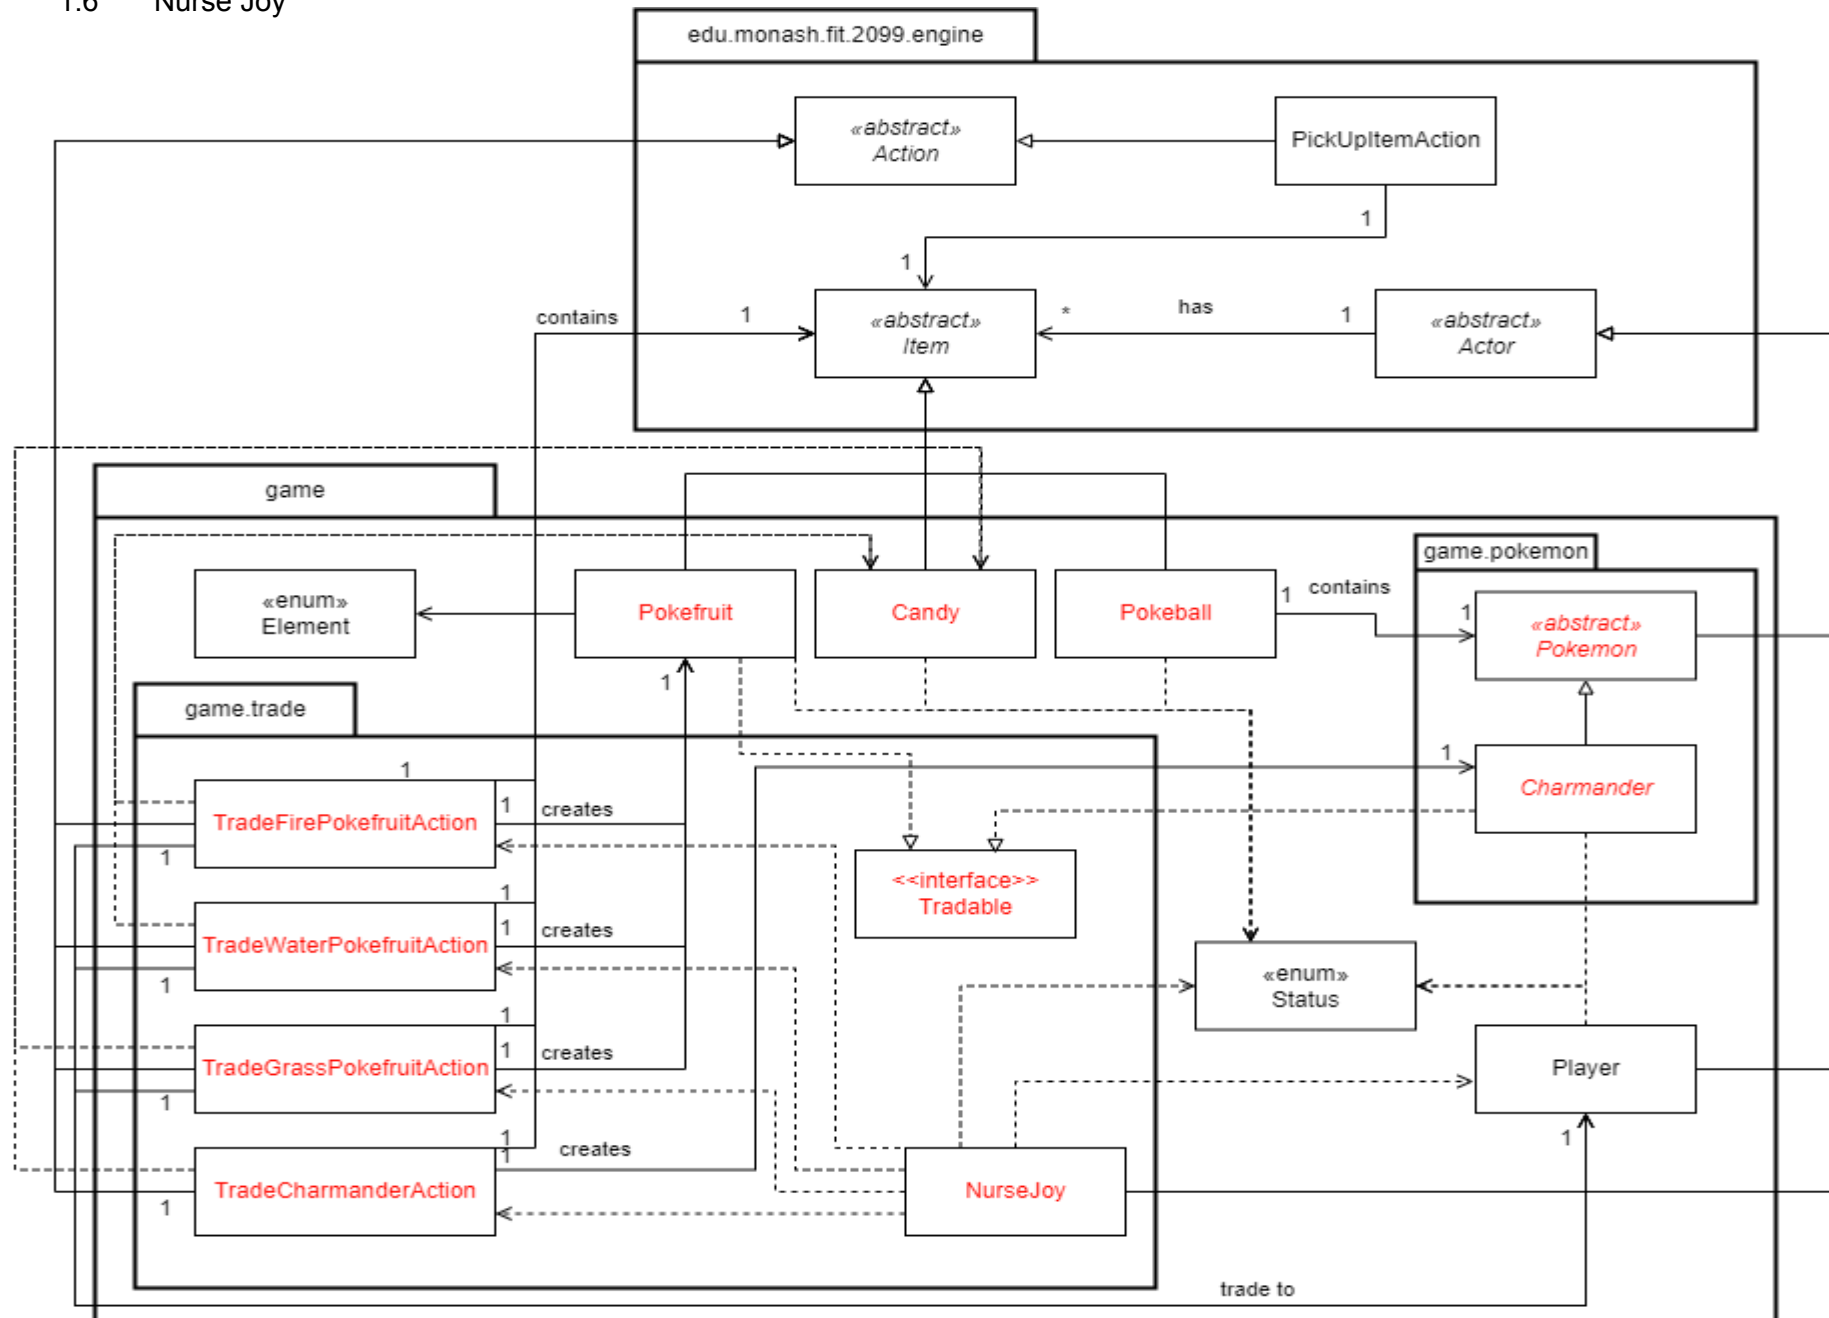 1.6 Nurse Joy
edu.monash.fit.2099.engine
«abstract»
Action
PickUpItemAction
1
1
contains
1
«abstract»
Item
*
has
1
«abstract»
Actor
game
game.pokemon
«enum»
Element
Pokefruit
Candy
Pokeball
1
contains
1
«abstract»
Pokemon
1
game.trade
1
1
Charmander
TradeFirePokefruitAction
1
creates
1
<<interface>>
Tradable
1
TradeWaterPokefruitAction
1
creates
1
«enum»
Status
1
TradeGrassPokefruitAction
1
creates
1
Player
1
1
creates
TradeCharmanderAction
1
NurseJoy
1
trade to